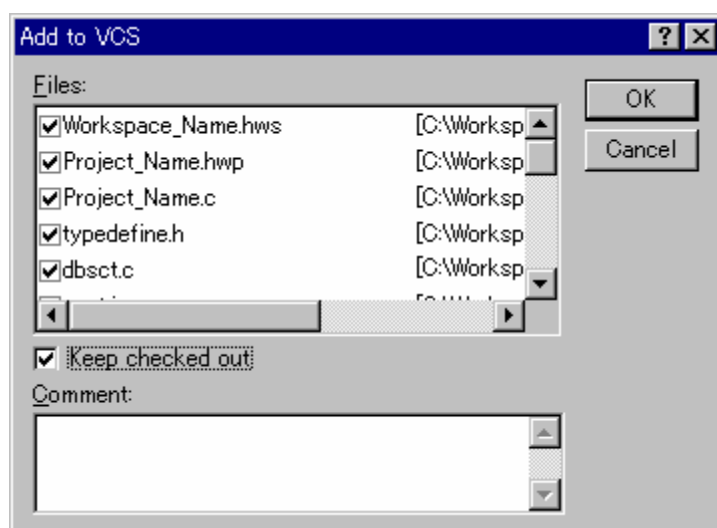 Add to VCS
Files:
Workspace_Name.hws [C:\Worksp
Project_Name.hwp [C:\Worksp
Project_Name.c [C:\Worksp
typedefine.h [C:\Worksp
dbsct.c [C:\Worksp
OK
Cancel
Keep checked out
Comment: